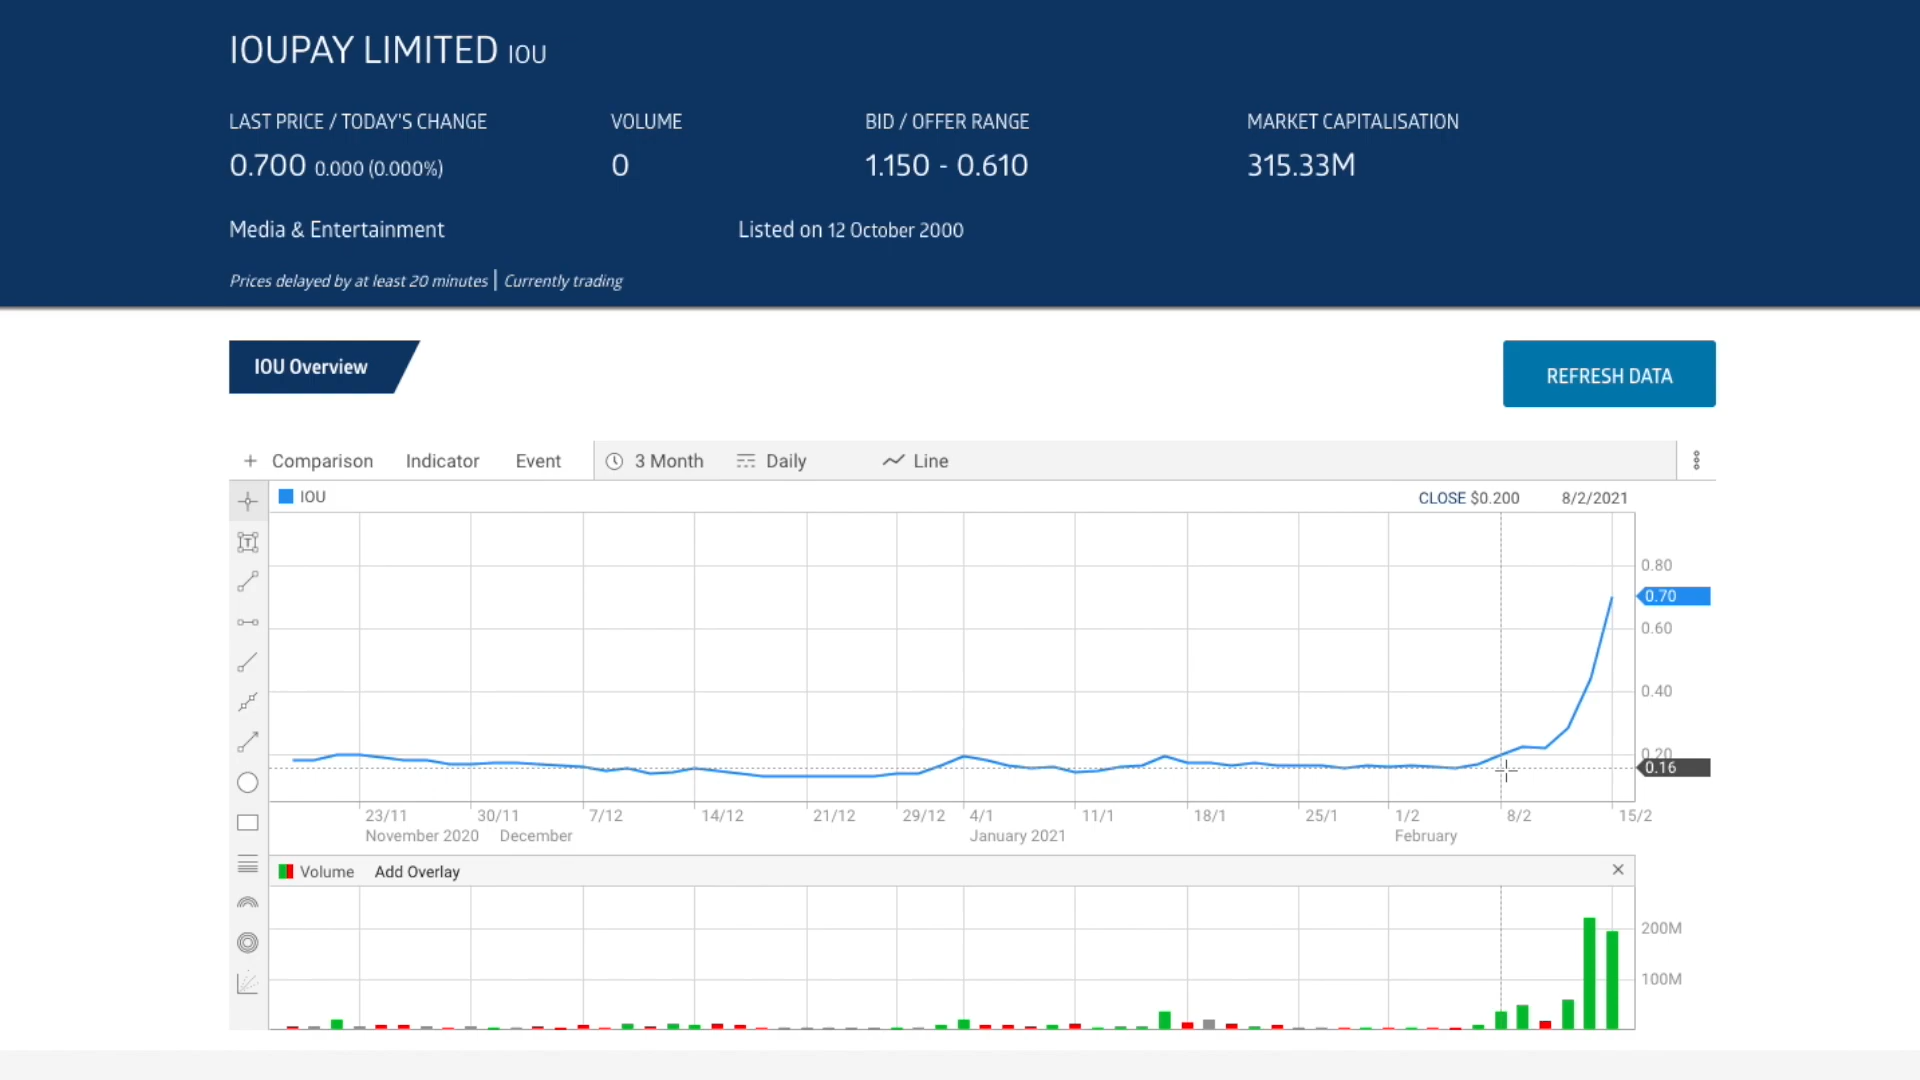 IOUPAY LIMITED IOU
LAST PRICE / TODAY'S CHANGE VOLUME BID / OFFER RANGE MARKET CAPITALISATION
0.700 0.000 (0.000%) 0 1.150 - 0.610 315.33M
Media & Entertainment Listed on 12 October 2000
Prices delayed by at least 20 minutes | Currently trading
IOU Overview
REFRESH DATA
+ Comparison Indicator Event 3 Month Daily Line
IOU CLOSE $0.200 8/2/2021
T
0.80
0.70
0.60
0.40
0.20
0.16
23/11 30/11 7/12 14/12 21/12 29/12 4/1 11/1 18/1 25/1 1/2 8/2 15/2
November 2020 December January 2021 February
Volume Add Overlay
200M
100M